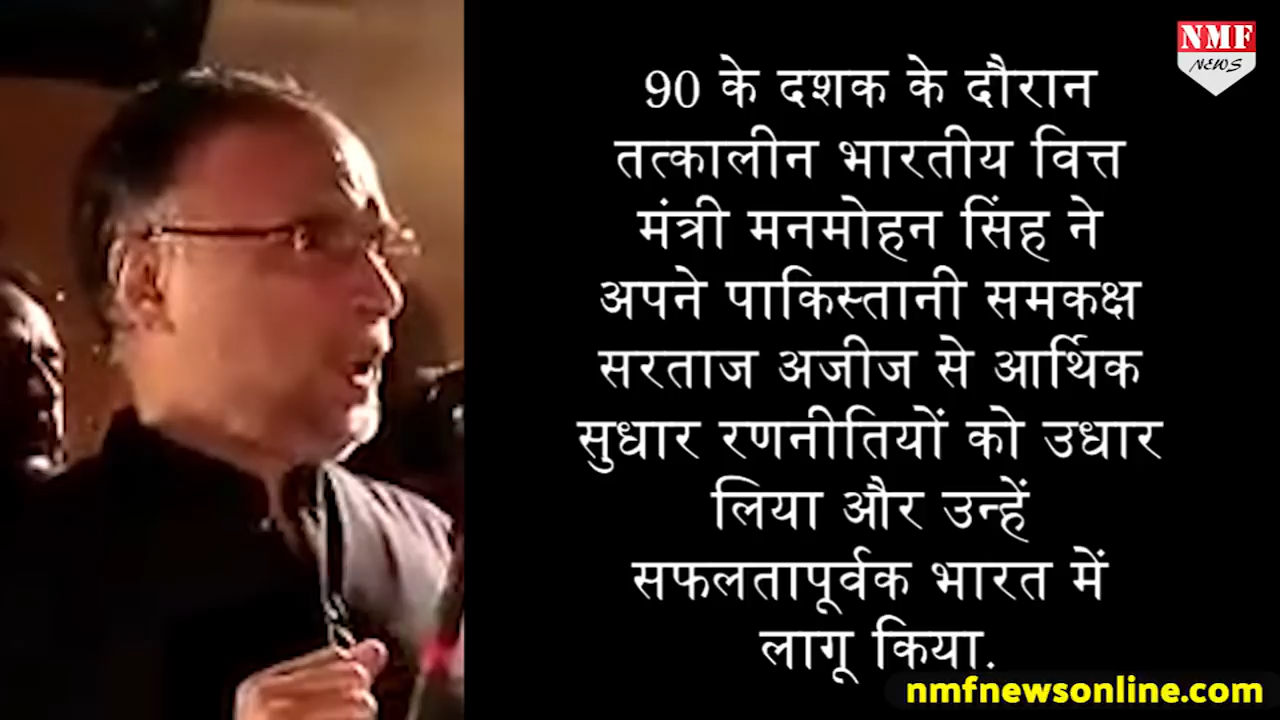 NMF
NEWS
90 के दशक के दौरान
तत्कालीन भारतीय वित्त
मंत्री मनमोहन सिंह ने
अपने पाकिस्तानी समकक्ष
सरताज अजीज से आर्थिक
सुधार रणनीतियों को उधार
लिया और उन्हें
सफलतापूर्वक भारत में
लागू किया.
nmfnewsonline.com